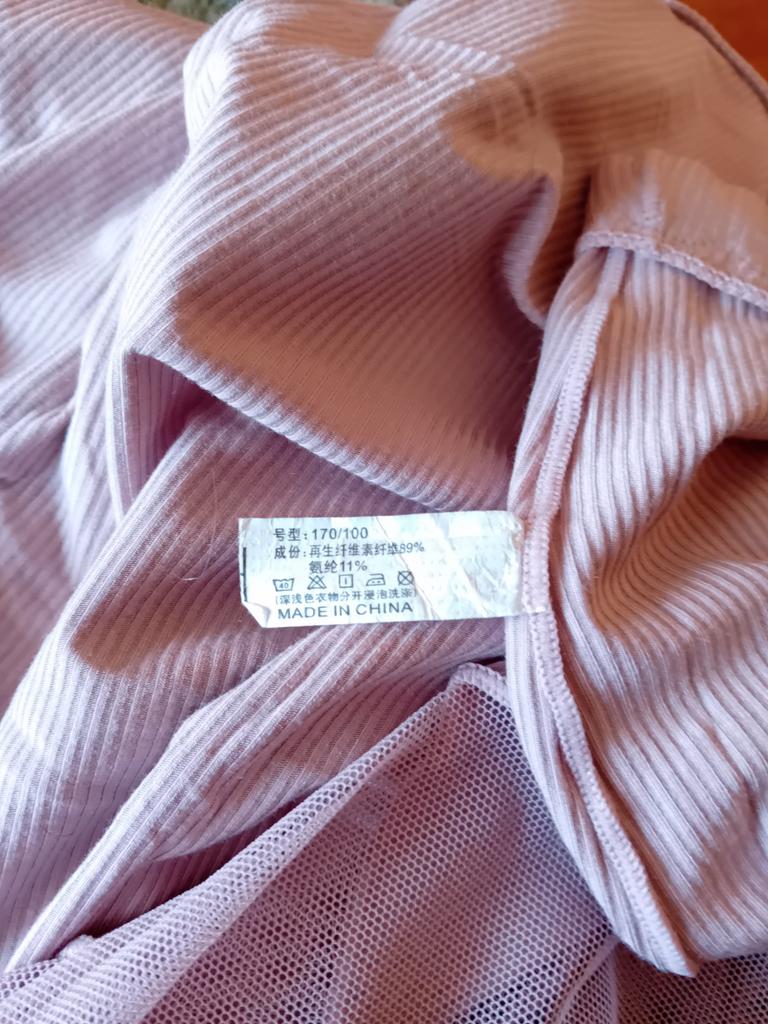 号型:170/100
成份:再生纤维素纤维89%
氨纶11%
40
(深浅色衣物分开浸泡洗涤)
MADE IN CHINA